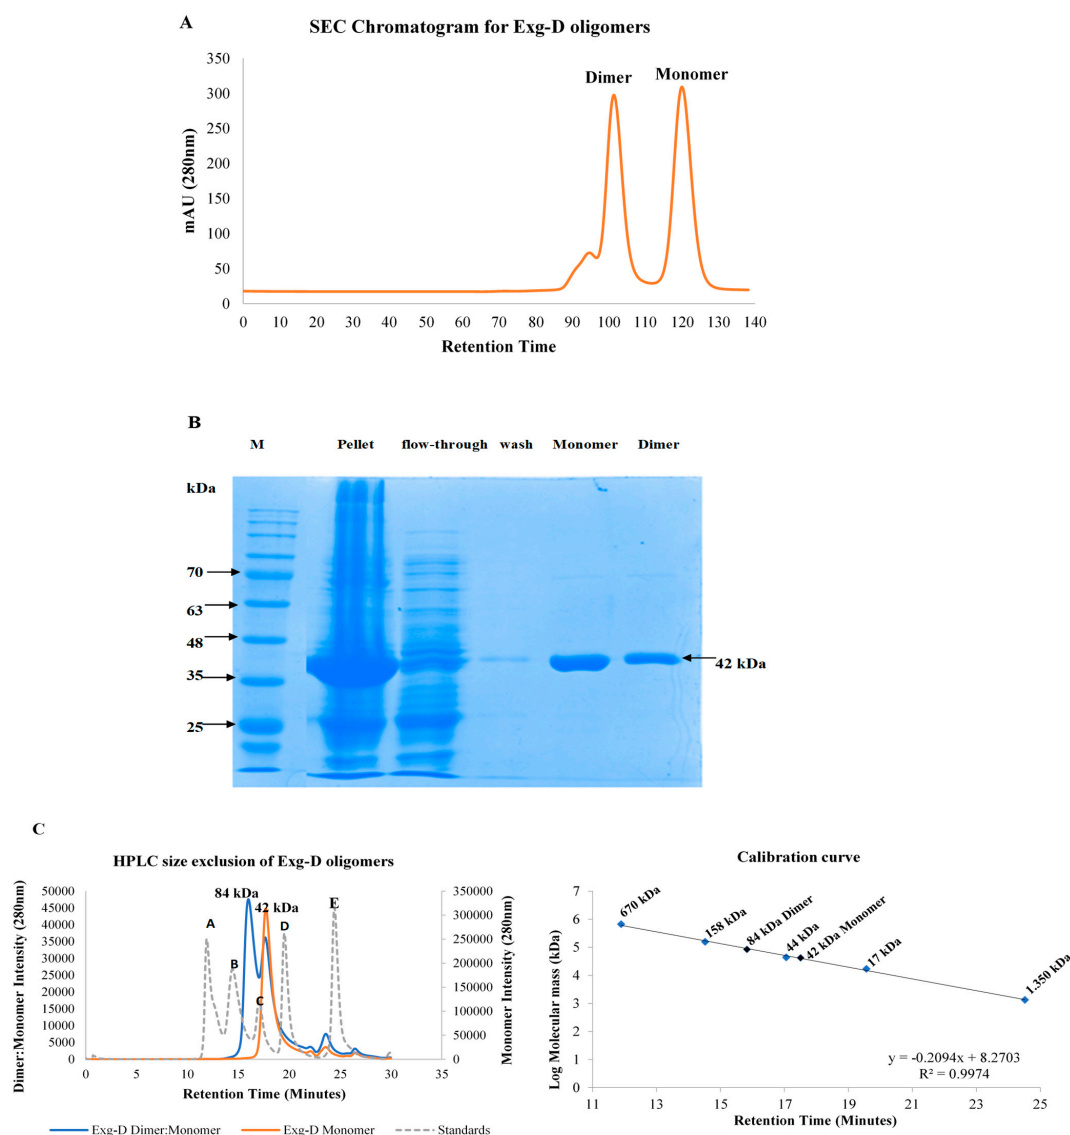 A
SEC Chromatogram for Exg-D oligomers
350
300
250
200
150
100
50
0
mAU (280nm)
Dimer
Monomer
0 10 20 30 40 50 60 70 80 90 100 110 120 130 140
Retention Time
B
M Pellet flow-through wash Monomer Dimer
kDa
70
63
48
35
25
42 kDa
C
HPLC size exclusion of Exg-D oligomers
50000
45000
40000
35000
30000
25000
20000
15000
10000
5000
0
Dimer:Monomer Intensity (280nm)
84 kDa
42 kDa
A
B
C
D
E
350000
300000
250000
200000
150000
100000
50000
0
Monomer Intensity (280nm)
0 5 10 15 20 25 30 35
Retention Time (Minutes)
Exg-D Dimer:Monomer Exg-D Monomer Standards
Calibration curve
7
6
5
4
3
2
1
0
Log Molecular mass (kDa)
670 kDa
158 kDa
84 kDa Dimer
44 kDa
42 kDa Monomer
17 kDa
1.350 kDa
y = -0.2094x + 8.2703
R² = 0.9974
11 13 15 17 19 21 23 25
Retention Time (Minutes)